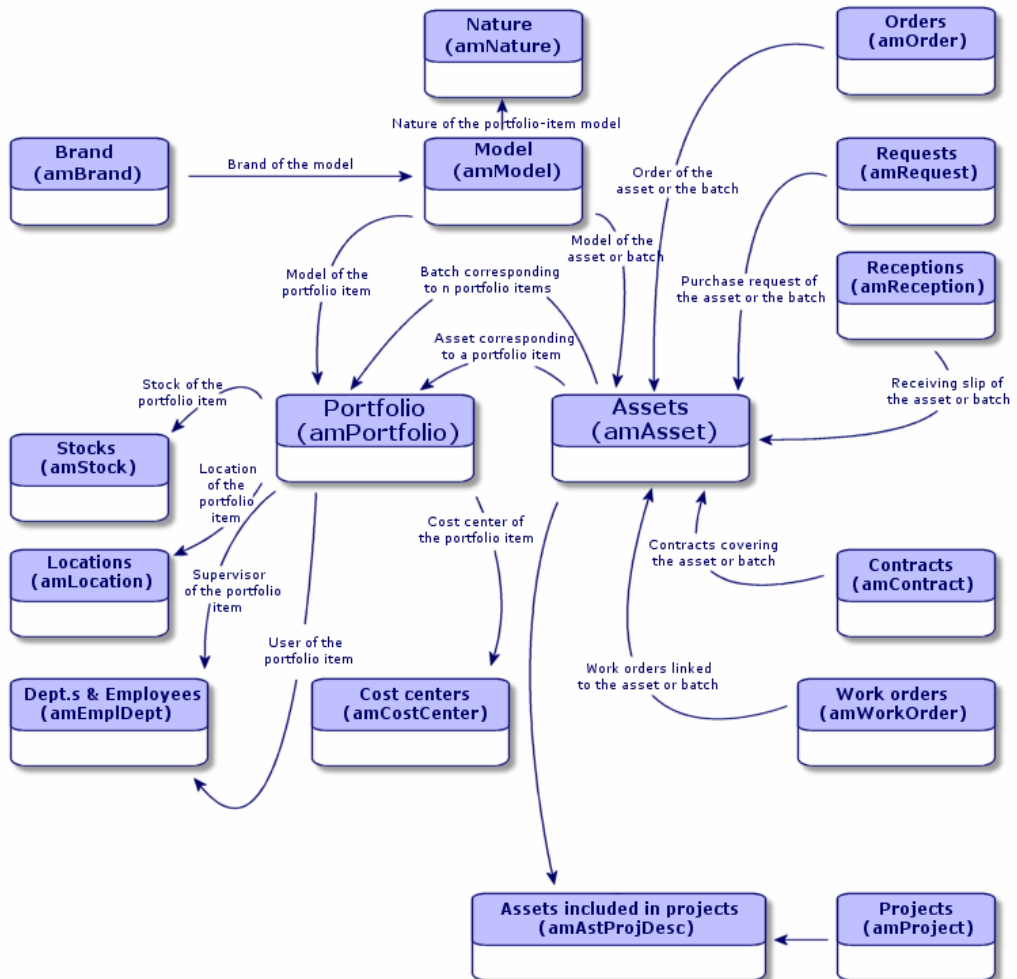 Nature
(amNature)
Orders
(amOrder)
Nature of the portfolio-item model
Brand
(amBrand)
Brand of the model
Model
(amModel)
Requests
(amRequest)
Order of the
asset or the batch
Model of the
asset or batch
Model of the
portfolio item
Batch corresponding
to n portfolio items
Purchase request of
the asset or the batch
Receptions
(amReception)
Asset corresponding
to a portfolio item
Stock of the
portfolio item
Receiving slip of
the asset or batch
Portfolio
(amPortfolio)
Assets
(amAsset)
Stocks
(amStock)
Location
of the
portfolio
item
Cost center of
the portfolio item
Contracts covering
the asset or batch
Locations
(amLocation)
Contracts
(amContract)
Supervisor
of the portfolio
item
User of the
portfolio item
Work orders linked
to the asset or batch
Dept.s & Employees
(amEmplDept)
Cost centers
(amCostCenter)
Work orders
(amWorkOrder)
Assets included in projects
(amAstProjDesc)
Projects
(amProject)